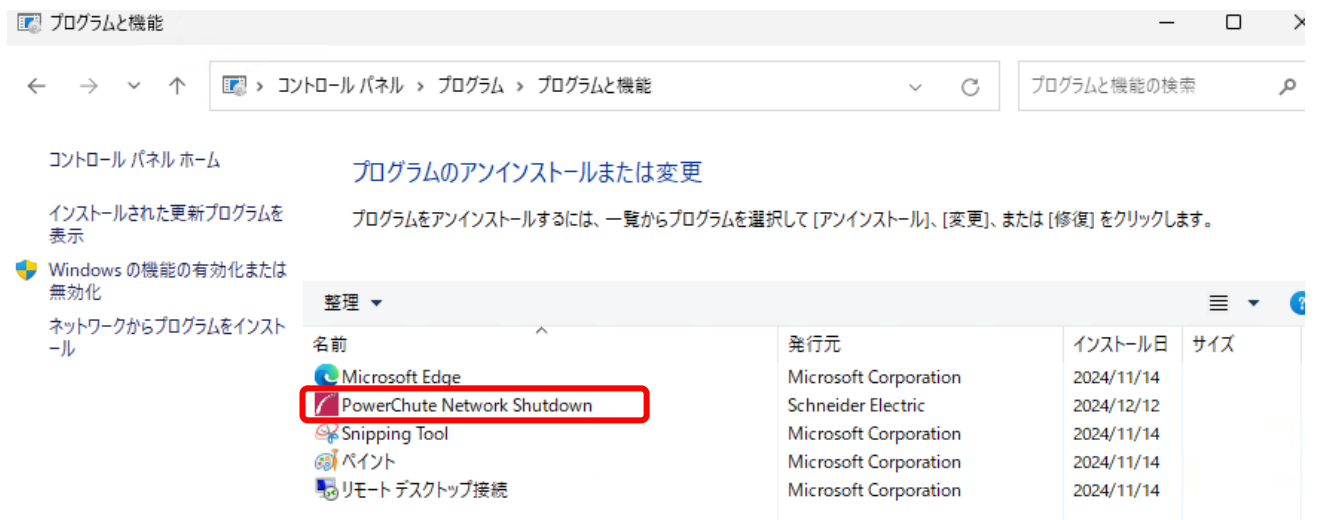 プログラムと機能
コントロール パネル › プログラム › プログラムと機能
プログラムと機能の検索
コントロール パネル ホーム
インストールされた更新プログラムを
表示
Windows の機能の有効化または
無効化
ネットワークからプログラムをインスト
ール
プログラムのアンインストールまたは変更
プログラムをアンインストールするには、一覧からプログラムを選択して [アンインストール]、[変更]、または [修復] をクリックします。
整理
名前 発行元 インストール日 サイズ
Microsoft Edge Microsoft Corporation 2024/11/14
PowerChute Network Shutdown Schneider Electric 2024/12/12
Snipping Tool Microsoft Corporation 2024/11/14
ペイント Microsoft Corporation 2024/11/14
リモート デスクトップ接続 Microsoft Corporation 2024/11/14